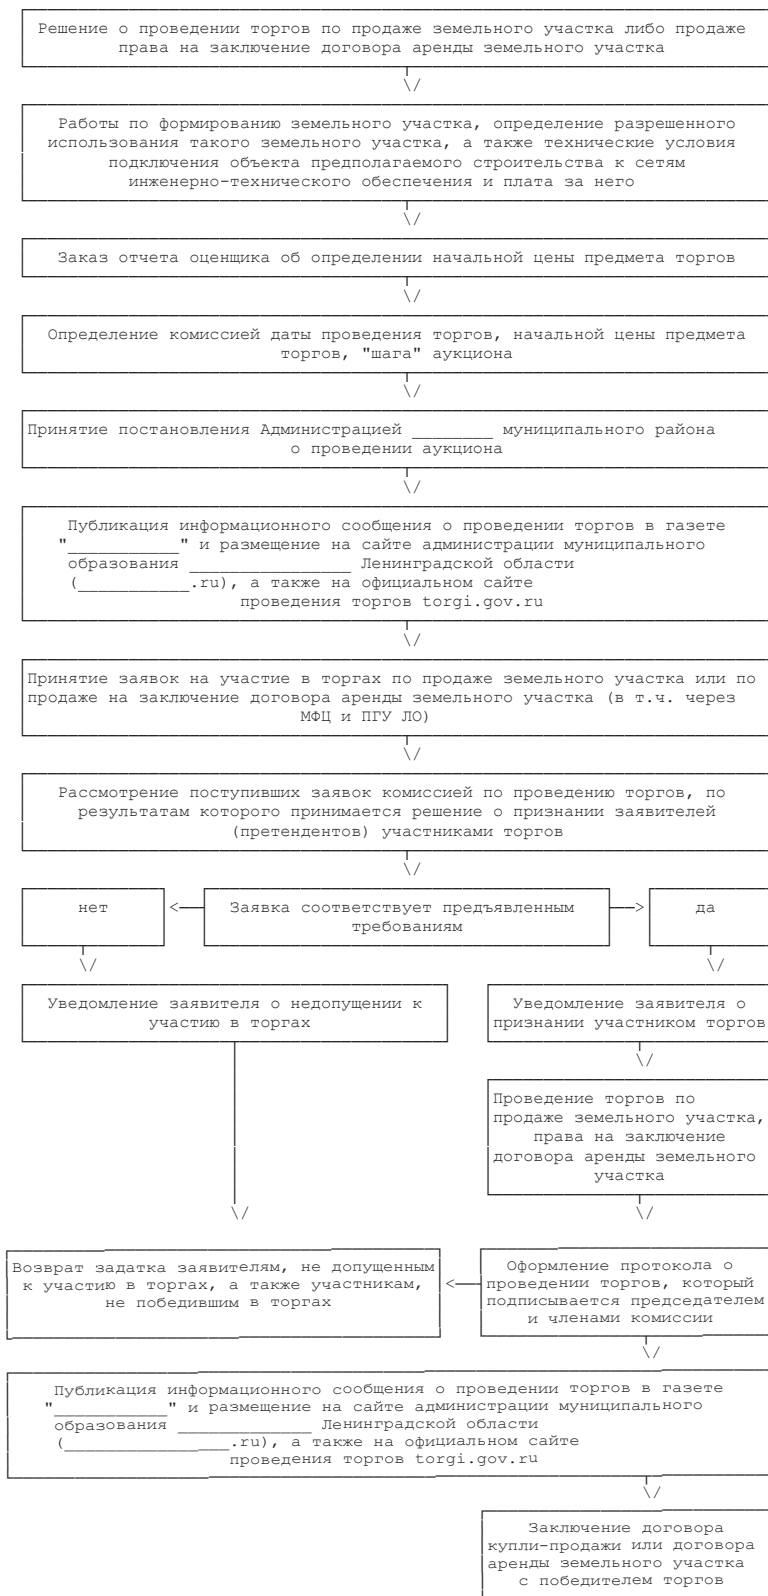 Решение о проведении торгов по продаже земельного участка либо продаже
права на заключение договора аренды земельного участка
\/
Работы по формированию земельного участка, определение разрешенного
использования такого земельного участка, а также технические условия
подключения объекта предполагаемого строительства к сетям
инженерно-технического обеспечения и плата за него
\/
Заказ отчета оценщика об определении начальной цены предмета торгов
\/
Определение комиссией даты проведения торгов, начальной цены предмета
торгов, "шага" аукциона
\/
Принятие постановления Администрацией ________ муниципального района
о проведении аукциона
\/
Публикация информационного сообщения о проведении торгов в газете
"___________" и размещение на сайте администрации муниципального
образования ________________ Ленинградской области
(___________.ru), а также на официальном сайте
проведения торгов torgi.gov.ru
\/
Принятие заявок на участие в торгах по продаже земельного участка или по
продаже на заключение договора аренды земельного участка (в т.ч. через
МФЦ и ПГУ ЛО)
\/
Рассмотрение поступивших заявок комиссией по проведению торгов, по
результатам которого принимается решение о признании заявителей
(претендентов) участниками торгов
\/
нет <── Заявка соответствует предъявленным ──> да
требованиям
\/ \/
Уведомление заявителя о недопущении к
участию в торгах
Уведомление заявителя о
признании участником торгов
\/
Проведение торгов по
продаже земельного участка,
права на заключение
договора аренды земельного
участка
\/ \/
Возврат задатка заявителям, не допущенным
к участию в торгах, а также участникам, <──
не победившим в торгах
Оформление протокола о
проведении торгов, который
подписывается председателем
и членами комиссии
\/
Публикация информационного сообщения о проведении торгов в газете
"____________" и размещение на сайте администрации муниципального
образования _____________ Ленинградской области
(________________.ru), а также на официальном сайте
проведения торгов torgi.gov.ru
\/
Заключение договора
купли-продажи или договора
аренды земельного участка
с победителем торгов